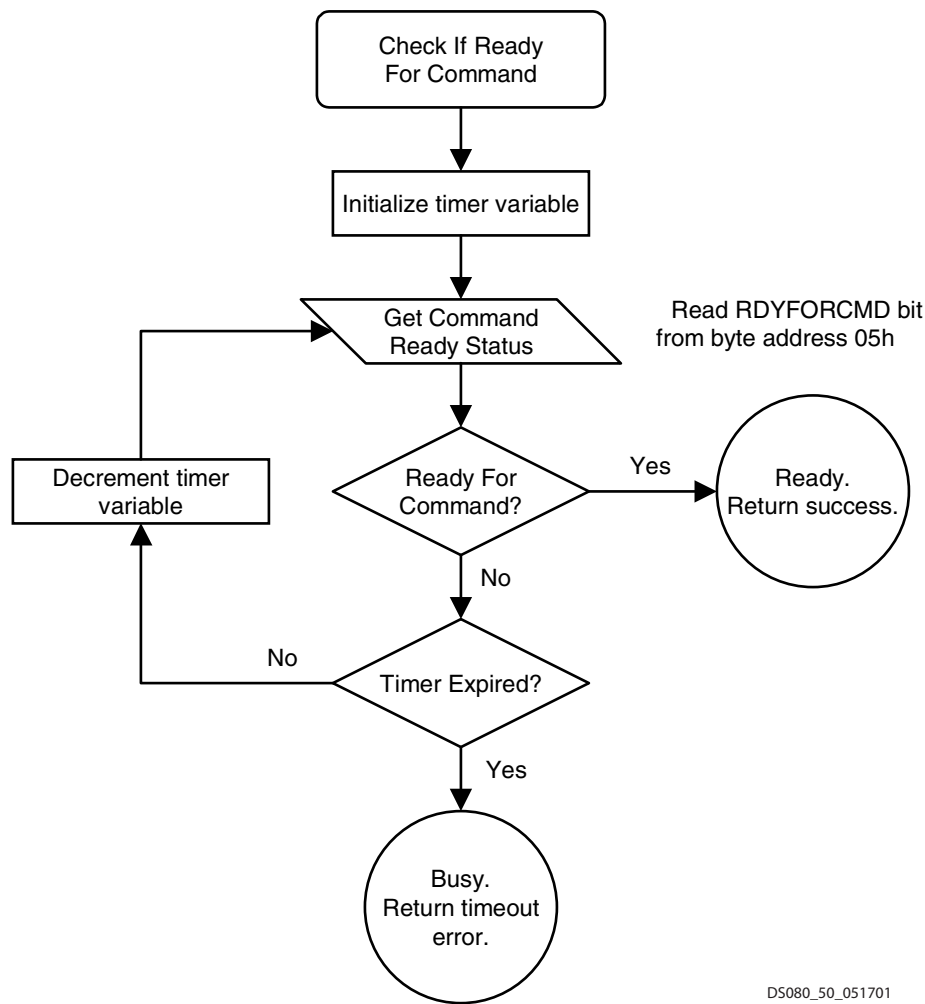 Check If Ready
For Command
Initialize timer variable
Get Command
Ready Status
Read RDYFORCMD bit
from byte address 05h
Decrement timer
variable
Ready For
Command?
Yes
Ready.
Return success.
No
No
Timer Expired?
Yes
Busy.
Return timeout
error.
DS080_50_051701